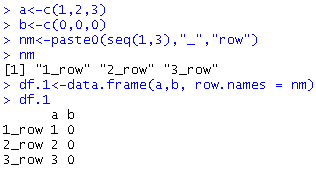 > a<-c(1,2,3)
> b<-c(0,0,0)
> nm<-paste0(seq(1,3),"_","row")
> nm
[1] "1_row" "2_row" "3_row"
> df.1<-data.frame(a,b, row.names = nm)
> df.1
      a b
1_row 1 0
2_row 2 0
3_row 3 0